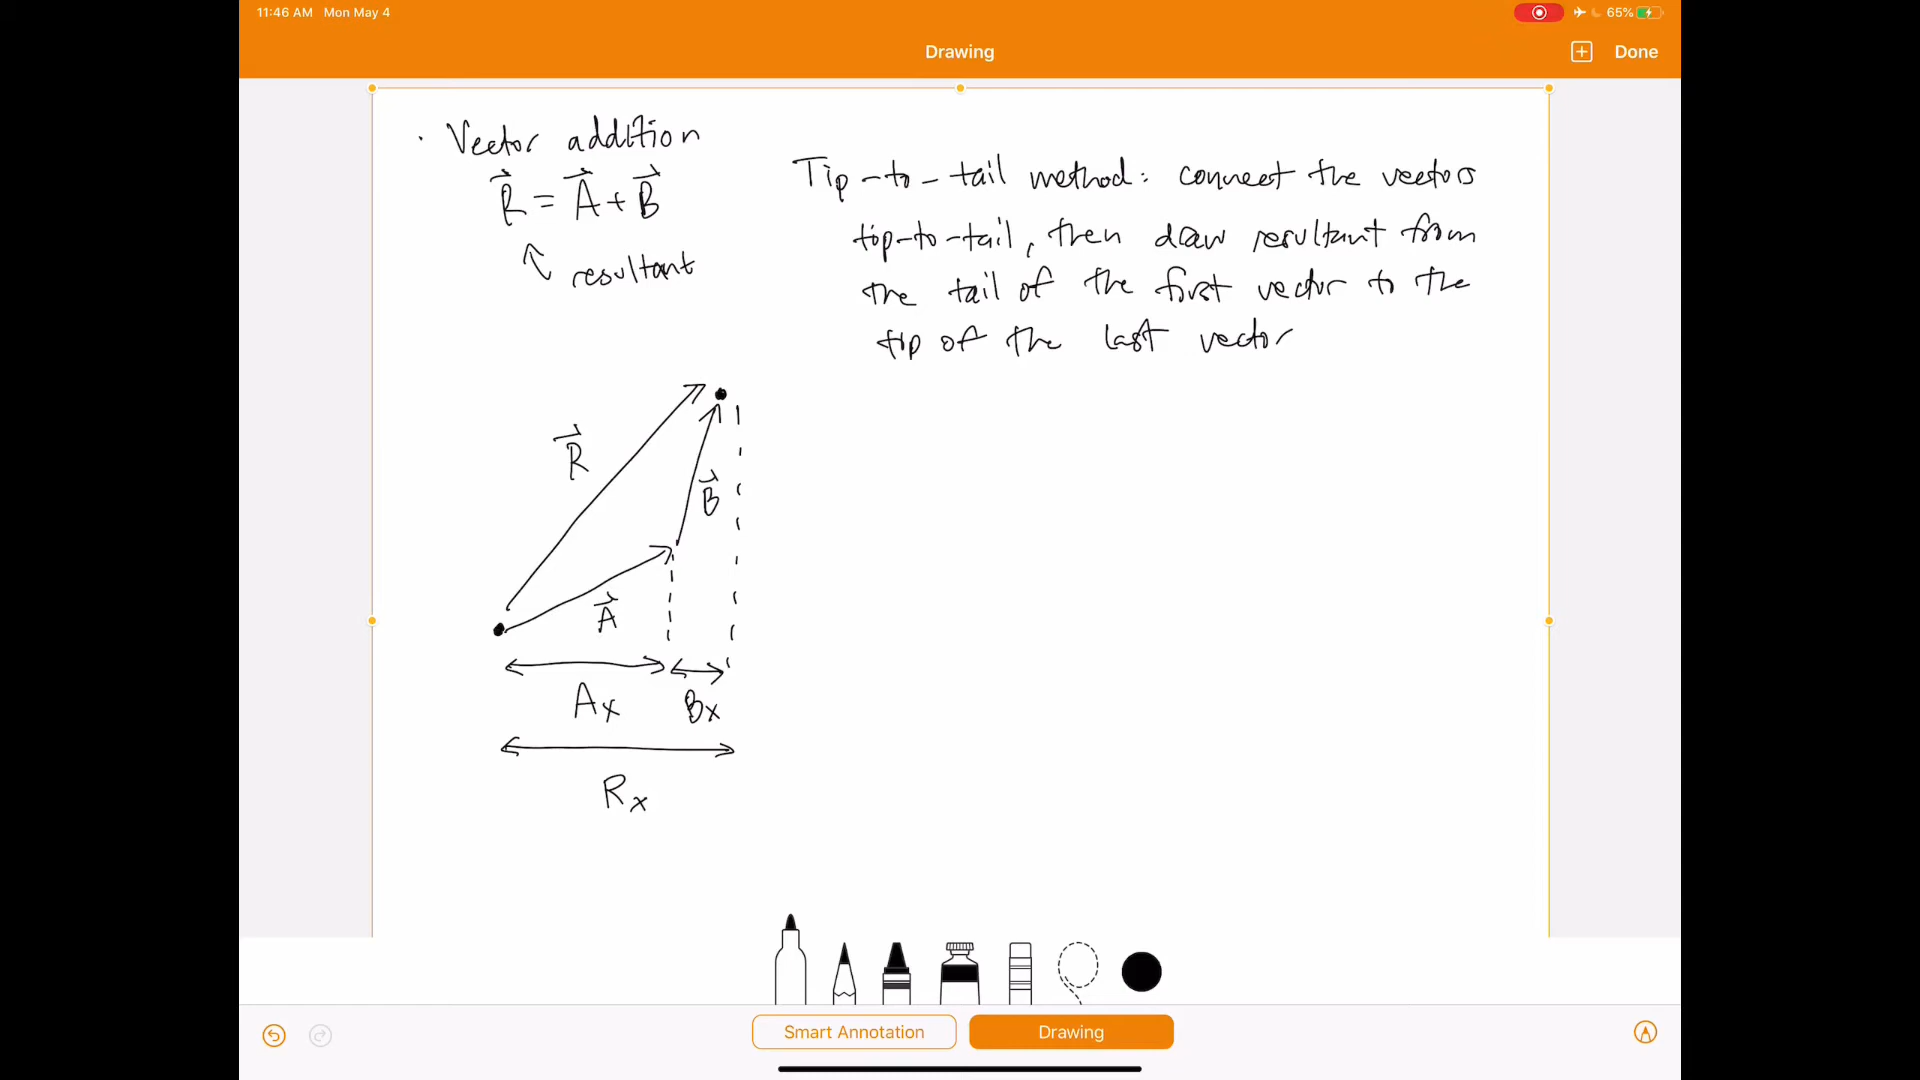 11:46 AM Mon May 4
65%
Drawing
Done
· Vector addition
R⃗ = A⃗ + B⃗
resultant
Tip-to-tail method: connect the vectors
tip-to-tail, then draw resultant from
the tail of the first vector to the
tip of the last vector
R⃗
B⃗
A⃗
Ax Bx
Rx
Smart Annotation
Drawing